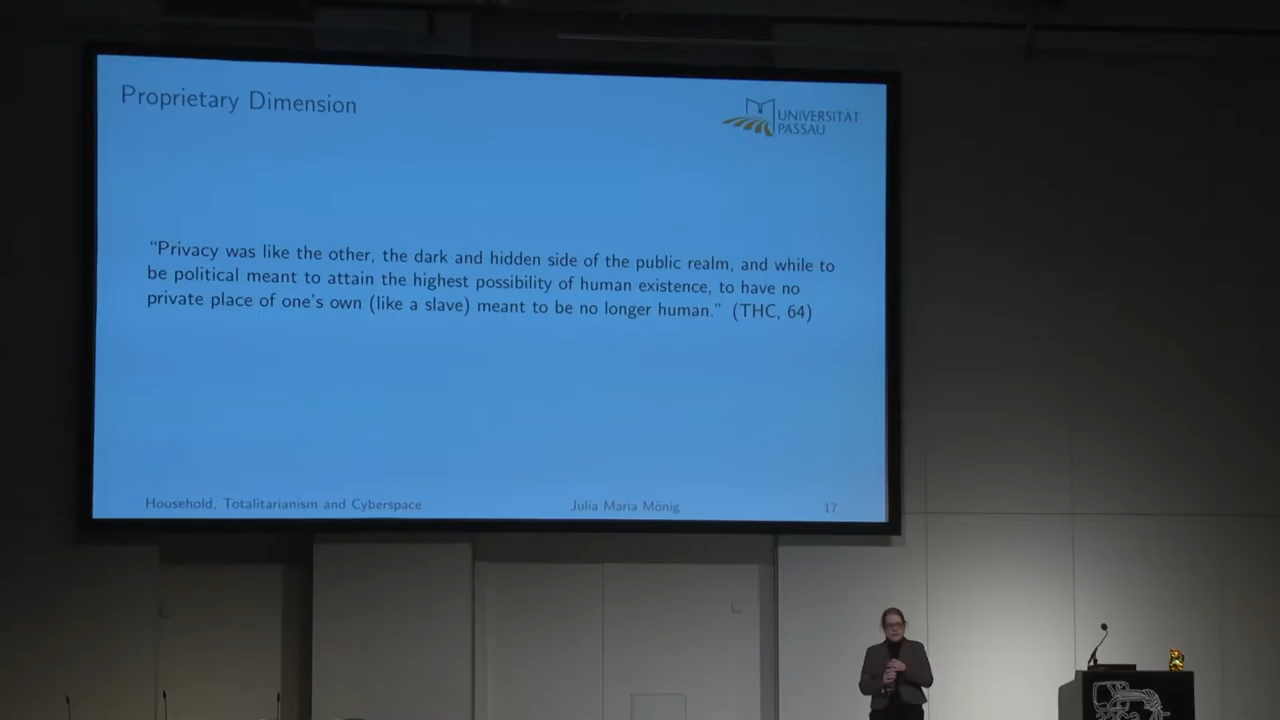 Proprietary Dimension
UNIVERSITÄT
PASSAU
“Privacy was like the other, the dark and hidden side of the public realm, and while to
be political meant to attain the highest possibility of human existence, to have no
private place of one's own (like a slave) meant to be no longer human.” (THC, 64)
Household, Totalitarianism and Cyberspace
Julia Maria Mönig
17